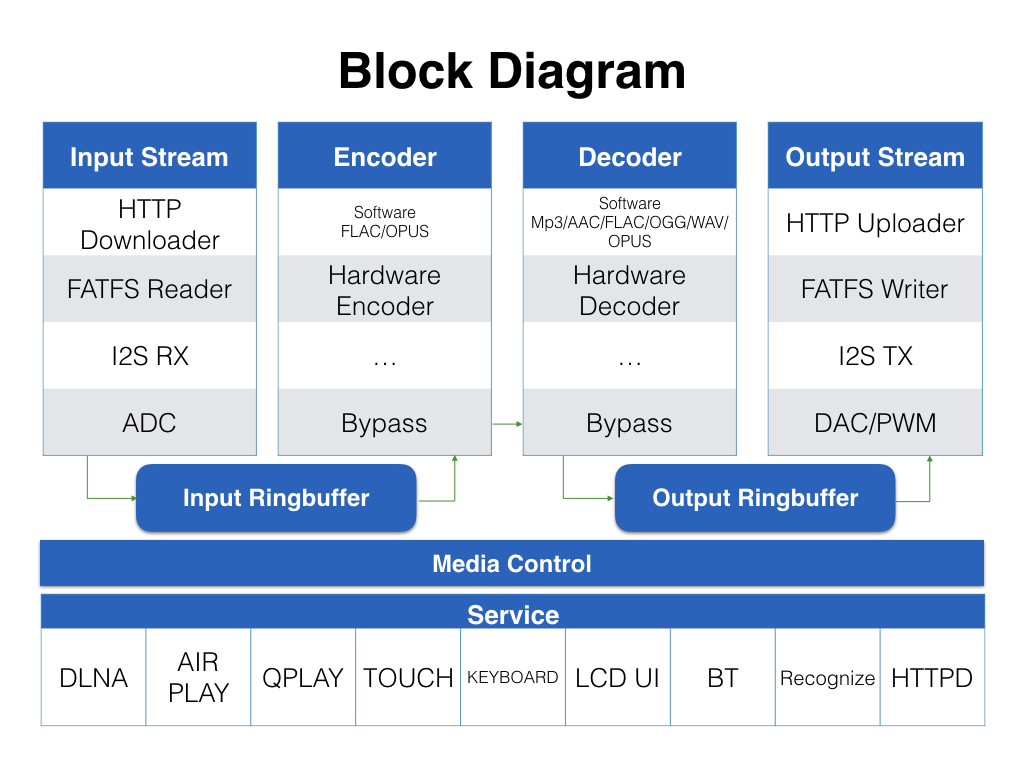 Block Diagram
Input Stream
HTTP
Downloader
FATFS Reader
I2S RX
ADC
Encoder
Software
FLAC/OPUS
Hardware
Encoder
...
Bypass
Decoder
Software
Mp3/AAC/FLAC/OGG/WAV/
OPUS
Hardware
Decoder
...
Bypass
Output Stream
HTTP Uploader
FATFS Writer
I2S TX
DAC/PWM
Input Ringbuffer
Output Ringbuffer
Media Control
Service
DLNA
AIR
PLAY
QPLAY
TOUCH
KEYBOARD
LCD UI
BT
Recognize
HTTPD